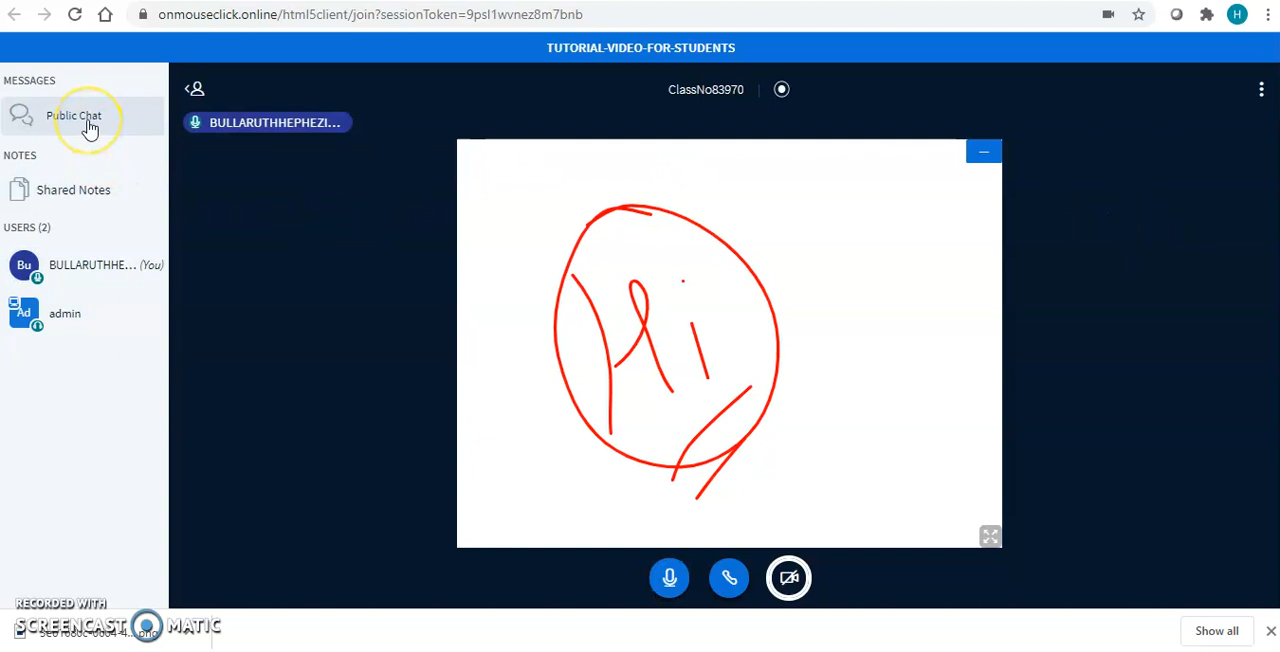 onmouseclick.online/html5client/join?sessionToken=9psl1wvnez8m7bnb
H
TUTORIAL-VIDEO-FOR-STUDENTS
MESSAGES
Public Chat
NOTES
Shared Notes
USERS (2)
Bu BULLARUTHHE... (You)
Ad admin
ClassNo83970
BULLARUTHHEPHEZI...
Hi
RECORDED WITH
SCREENCAST MATIC
Show all